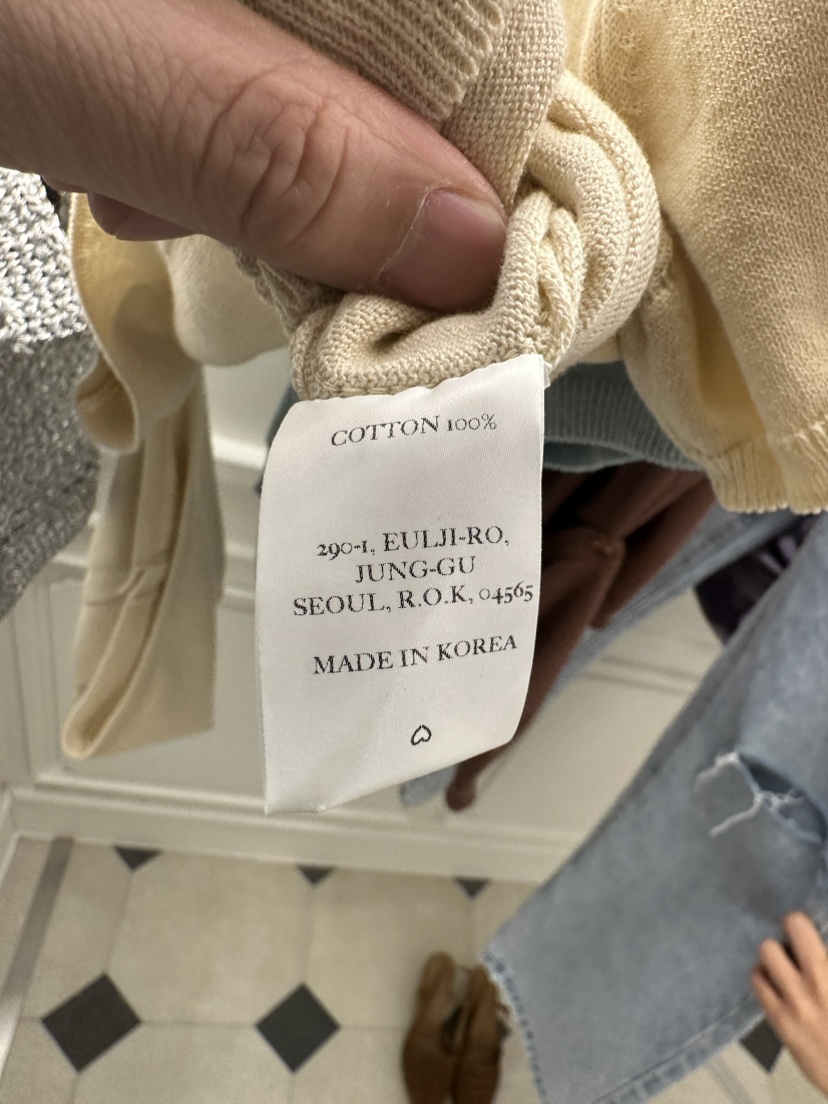 COTTON 100%
290-1, EULJI-RO,
JUNG-GU
SEOUL, R.O.K, 04565
MADE IN KOREA